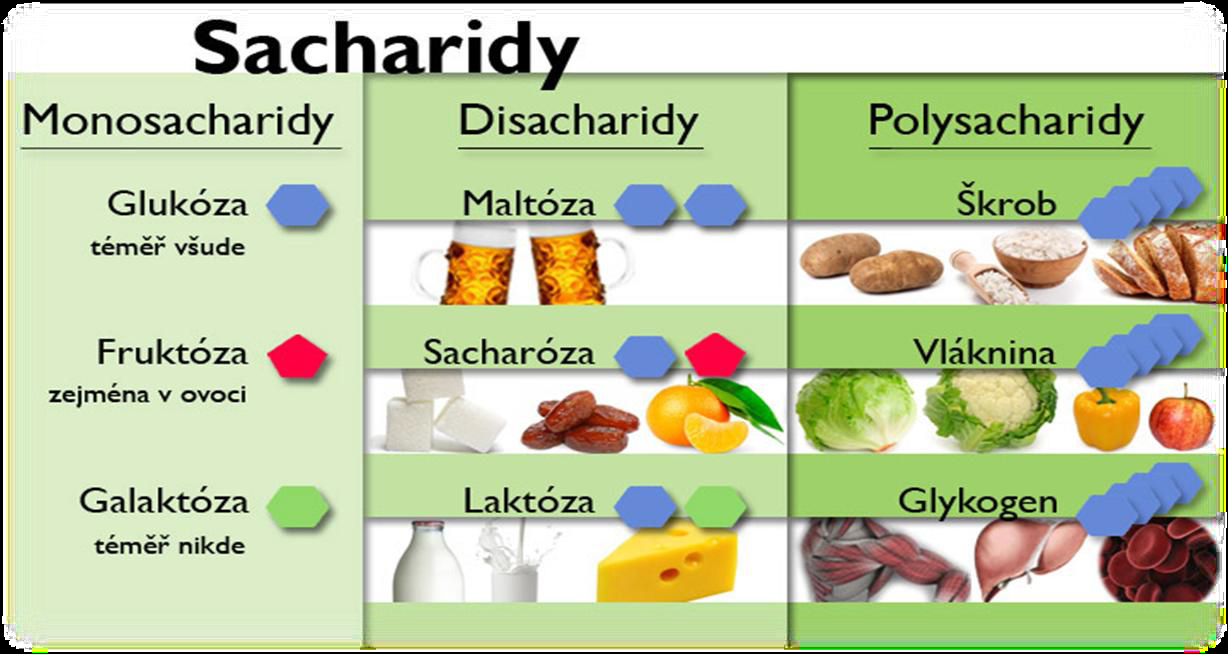 Sacharidy
Monosacharidy
Glukóza
téměř všude
Fruktóza
zejména v ovoci
Galaktóza
téměř nikde
Disacharidy
Maltóza
Sacharóza
Laktóza
Polysacharidy
Škrob
Vláknina
Glykogen